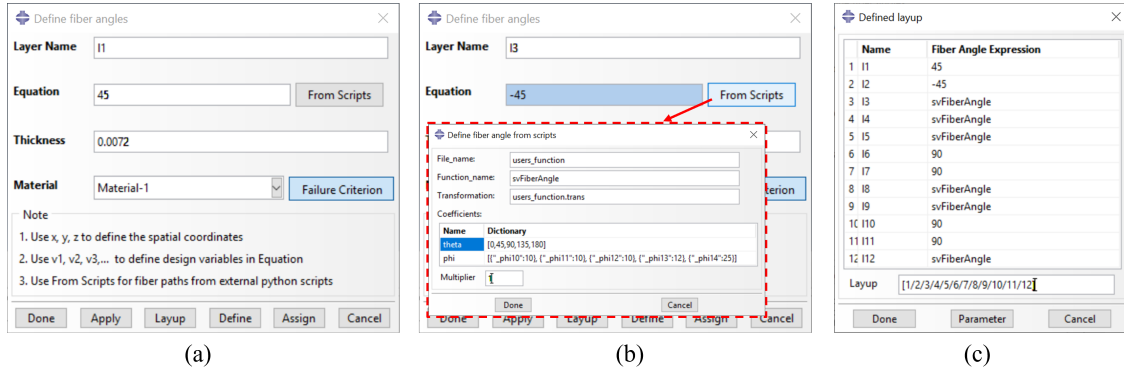 Define fiber angles
Layer Name l1
Equation 45 From Scripts
Thickness 0.0072
Material Material-1 Failure Criterion
Note
1. Use x, y, z to define the spatial coordinates
2. Use v1, v2, v3,... to define design variables in Equation
3. Use From Scripts for fiber paths from external python scripts
Done Apply Layup Define Assign Cancel
(a)
Define fiber angles
Layer Name l3
Equation -45 From Scripts
Define fiber angle from scripts
File_name: users_function
Function_name: svFiberAngle
Transformation: users_function.trans
Coefficients:
Name Dictionary
theta [0,45,90,135,180]
phi [{"_phi10":10}, {"_phi11":10}, {"_phi12":10}, {"_phi13":12}, {"_phi14":25}]
Multiplier 1
Done Cancel
Done Apply Layup Define Assign Cancel
(b)
Defined layup
Name Fiber Angle Expression
1 l1 45
2 l2 -45
3 l3 svFiberAngle
4 l4 svFiberAngle
5 l5 svFiberAngle
6 l6 90
7 l7 90
8 l8 svFiberAngle
9 l9 svFiberAngle
10 l10 90
11 l11 90
12 l12 svFiberAngle
Layup [1/2/3/4/5/6/7/8/9/10/11/12]
Done Parameter Cancel
(c)